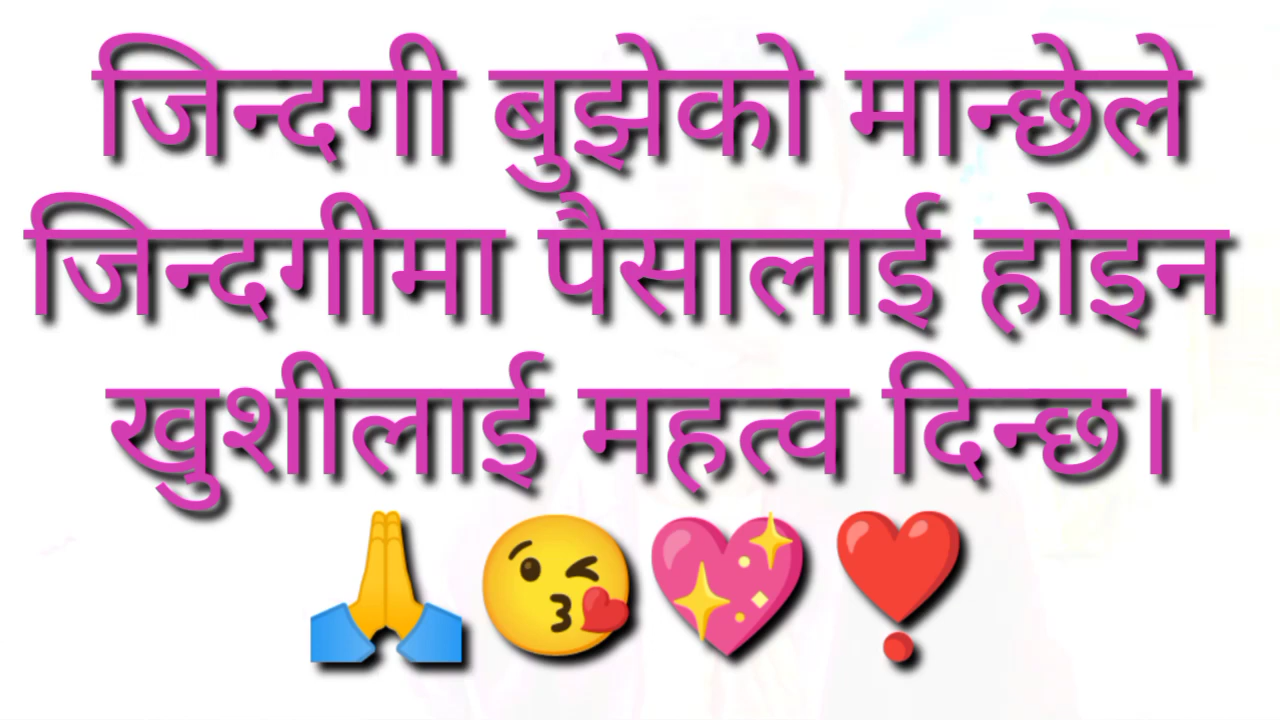 जिन्दगी बुझेको मान्छेले
जिन्दगीमा पैसालाई होइन
खुशीलाई महत्व दिन्छ।
🙏😘💖❣️